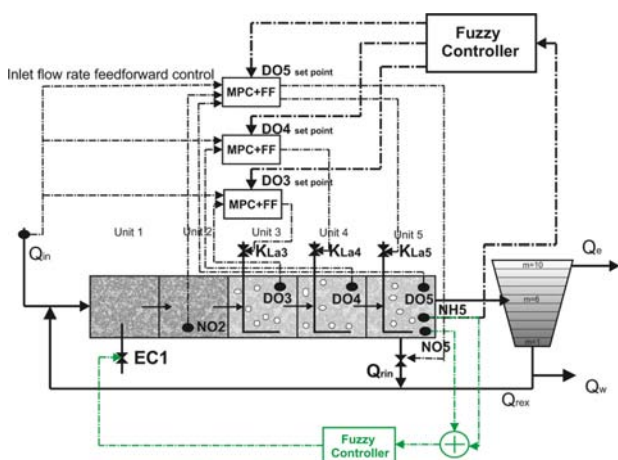 Fuzzy
Controller
Inlet flow rate feedforward control
DO5 set point
MPC+FF
DO4 set point
MPC+FF
DO3 set point
MPC+FF
Unit 1
Unit 2
Unit 3
Unit 4
Unit 5
Qin
KLa3
KLa4
KLa5
Qe
m=10
m=6
m=1
DO3
DO4
DO5
NH5
NO2
NO5
EC1
Qrin
Qrex
Qw
Fuzzy
Controller